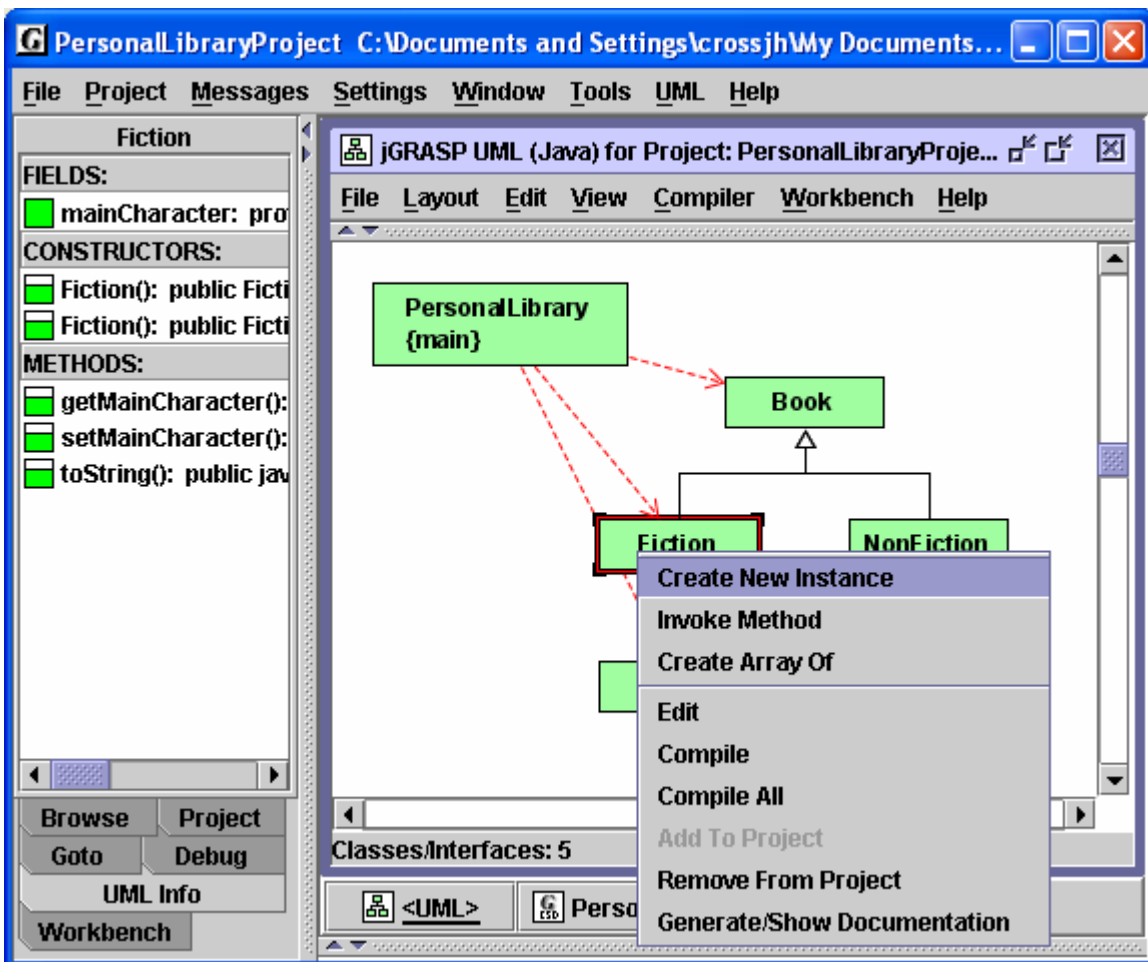 PersonalLibraryProject C:\Documents and Settings\crossjh\My Documents...
File Project Messages Settings Window Tools UML Help
Fiction
FIELDS:
mainCharacter: pro
CONSTRUCTORS:
Fiction(): public Ficti
Fiction(): public Ficti
METHODS:
getMainCharacter():
setMainCharacter():
toString(): public jav
Browse Project
Goto Debug
UML Info
Workbench
jGRASP UML (Java) for Project: PersonalLibraryProje...
File Layout Edit View Compiler Workbench Help
PersonalLibrary
{main}
Book
Fiction
NonFiction
Create New Instance
Invoke Method
Create Array Of
Edit
Compile
Compile All
Add To Project
Remove From Project
Generate/Show Documentation
Classes/Interfaces: 5
<UML>
Perso